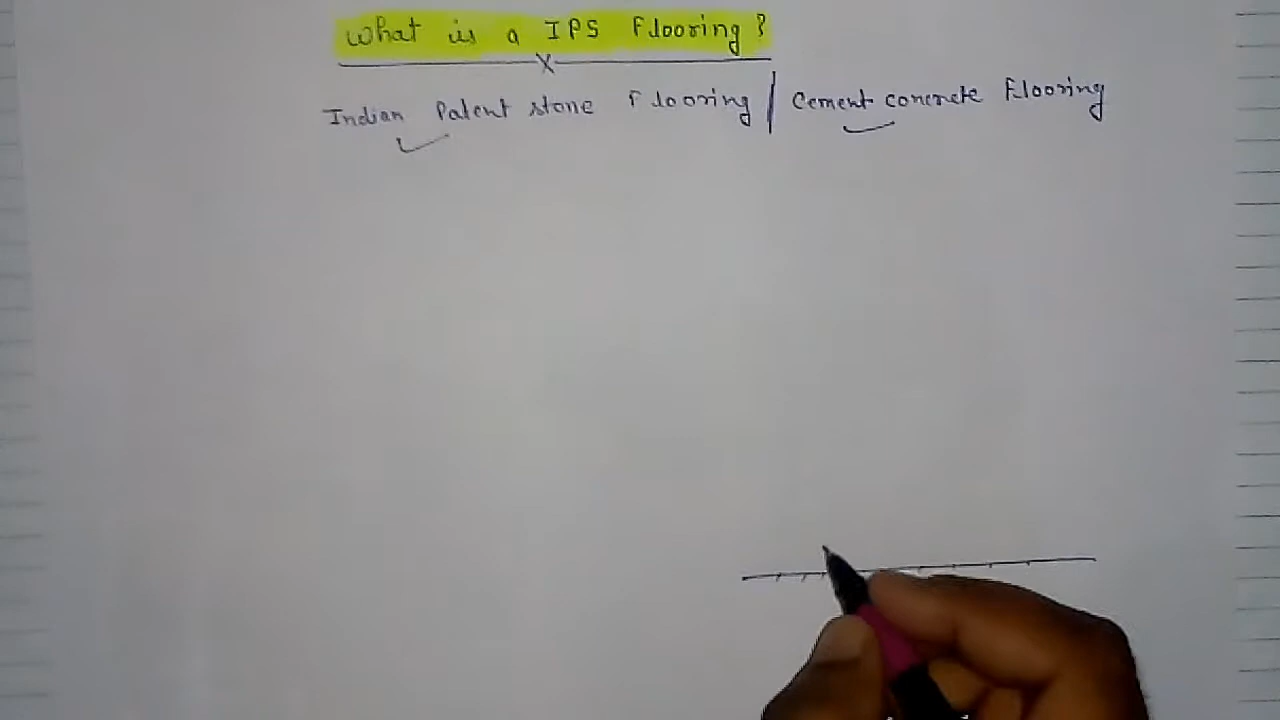 What is a IPS Flooring?
Indian Patent stone Flooring / Cement concrete Flooring